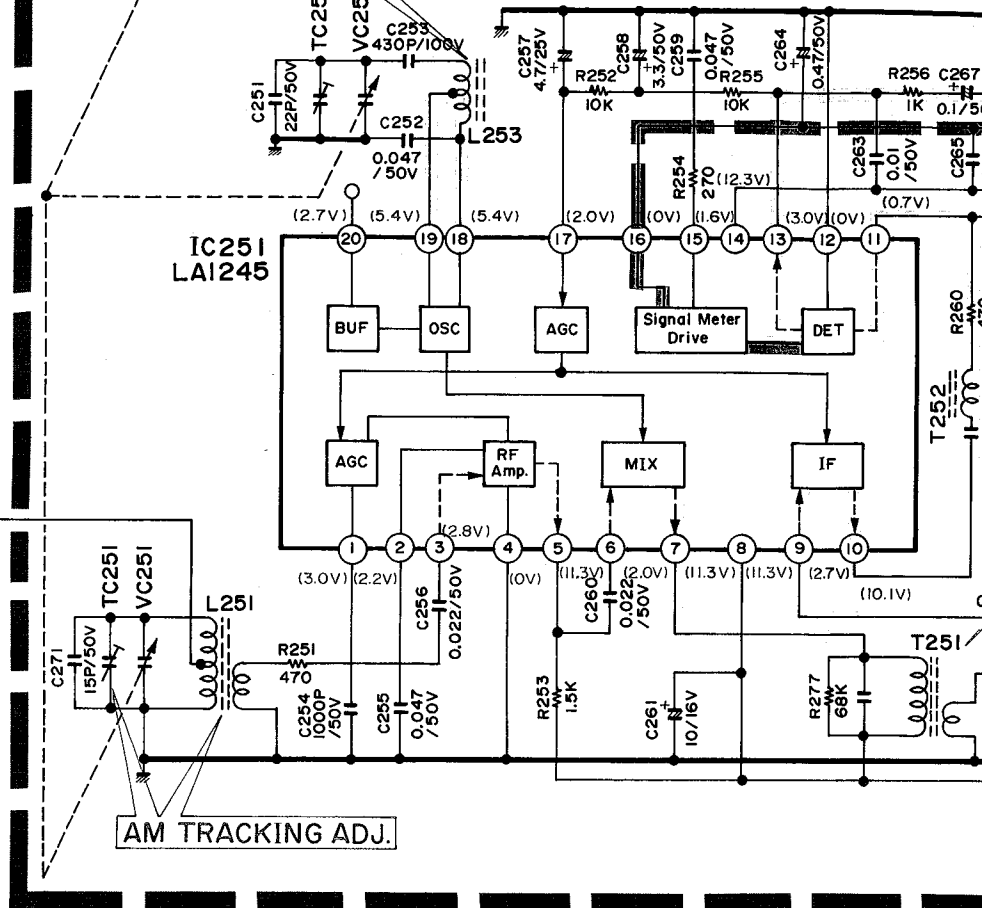 TC25
VC25
C253
430P/100V
C251
22P/50V
L253
C252
0.047
/50V
C257
4.7/25V
R252
10K
C258
3.3/50V
C259
0.047
/50V
R255
10K
C264
0.47/50V
R256
1K
C267
0.1/50
C263
0.01
/50V
C265
R254
270
(12.3V)
(0.7V)
(2.7V)
(5.4V)
(5.4V)
(2.0V)
(0V)
(1.6V)
(3.0V)
(0V)
20
19
18
17
16
15
14
13
12
11
IC251
LA1245
BUF
OSC
AGC
Signal Meter
Drive
DET
R260
T252
AGC
RF
Amp.
MIX
IF
(2.8V)
1
2
3
4
5
6
7
8
9
10
(3.0V)
(2.2V)
(0V)
(11.3V)
(2.0V)
(11.3V)
(11.3V)
(2.7V)
(10.1V)
TC251
VC251
L251
C271
15P/50V
R251
470
C256
0.022/50V
C260
0.022
/50V
C254
1000P
/50V
C255
0.047
/50V
R253
1.5K
C261
10/16V
R277
68K
T251
AM TRACKING ADJ.